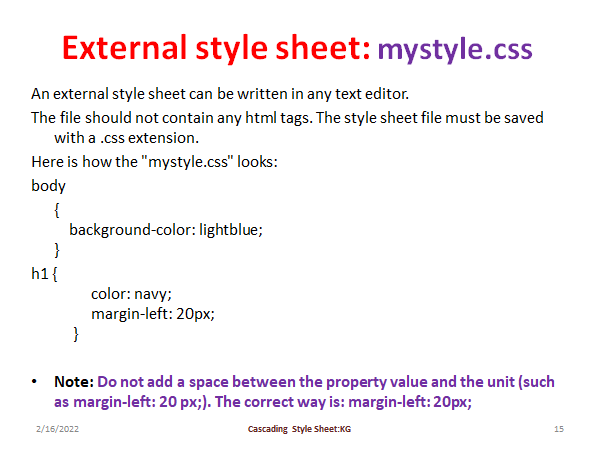 External style sheet: mystyle.css
An external style sheet can be written in any text editor.
The file should not contain any html tags. The style sheet file must be saved
with a .css extension.
Here is how the "mystyle.css" looks:
body
{
background-color: lightblue;
}
h1 {
color: navy;
margin-left: 20px;
}
• Note: Do not add a space between the property value and the unit (such
as margin-left: 20 px;). The correct way is: margin-left: 20px;
2/16/2022 Cascading Style Sheet:KG 15